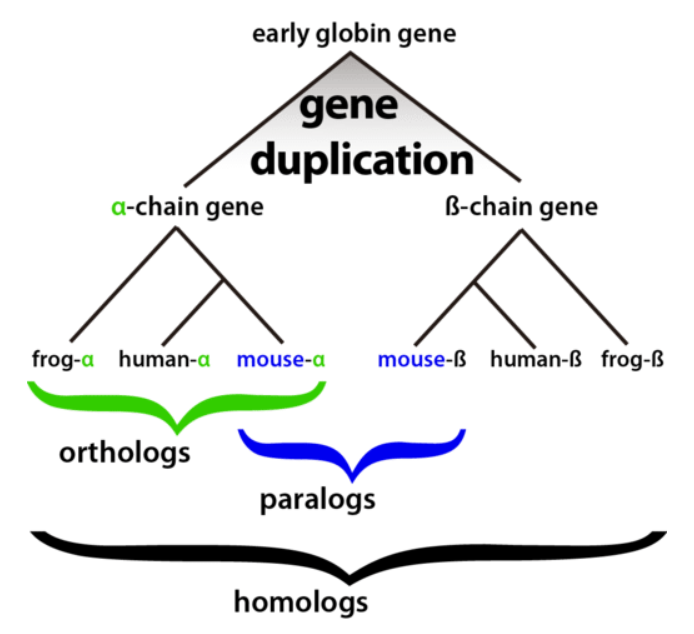 early globin gene
gene
duplication
ɑ-chain gene
ß-chain gene
frog-ɑ
human-ɑ
mouse-ɑ
mouse-ß
human-ß
frog-ß
orthologs
paralogs
homologs